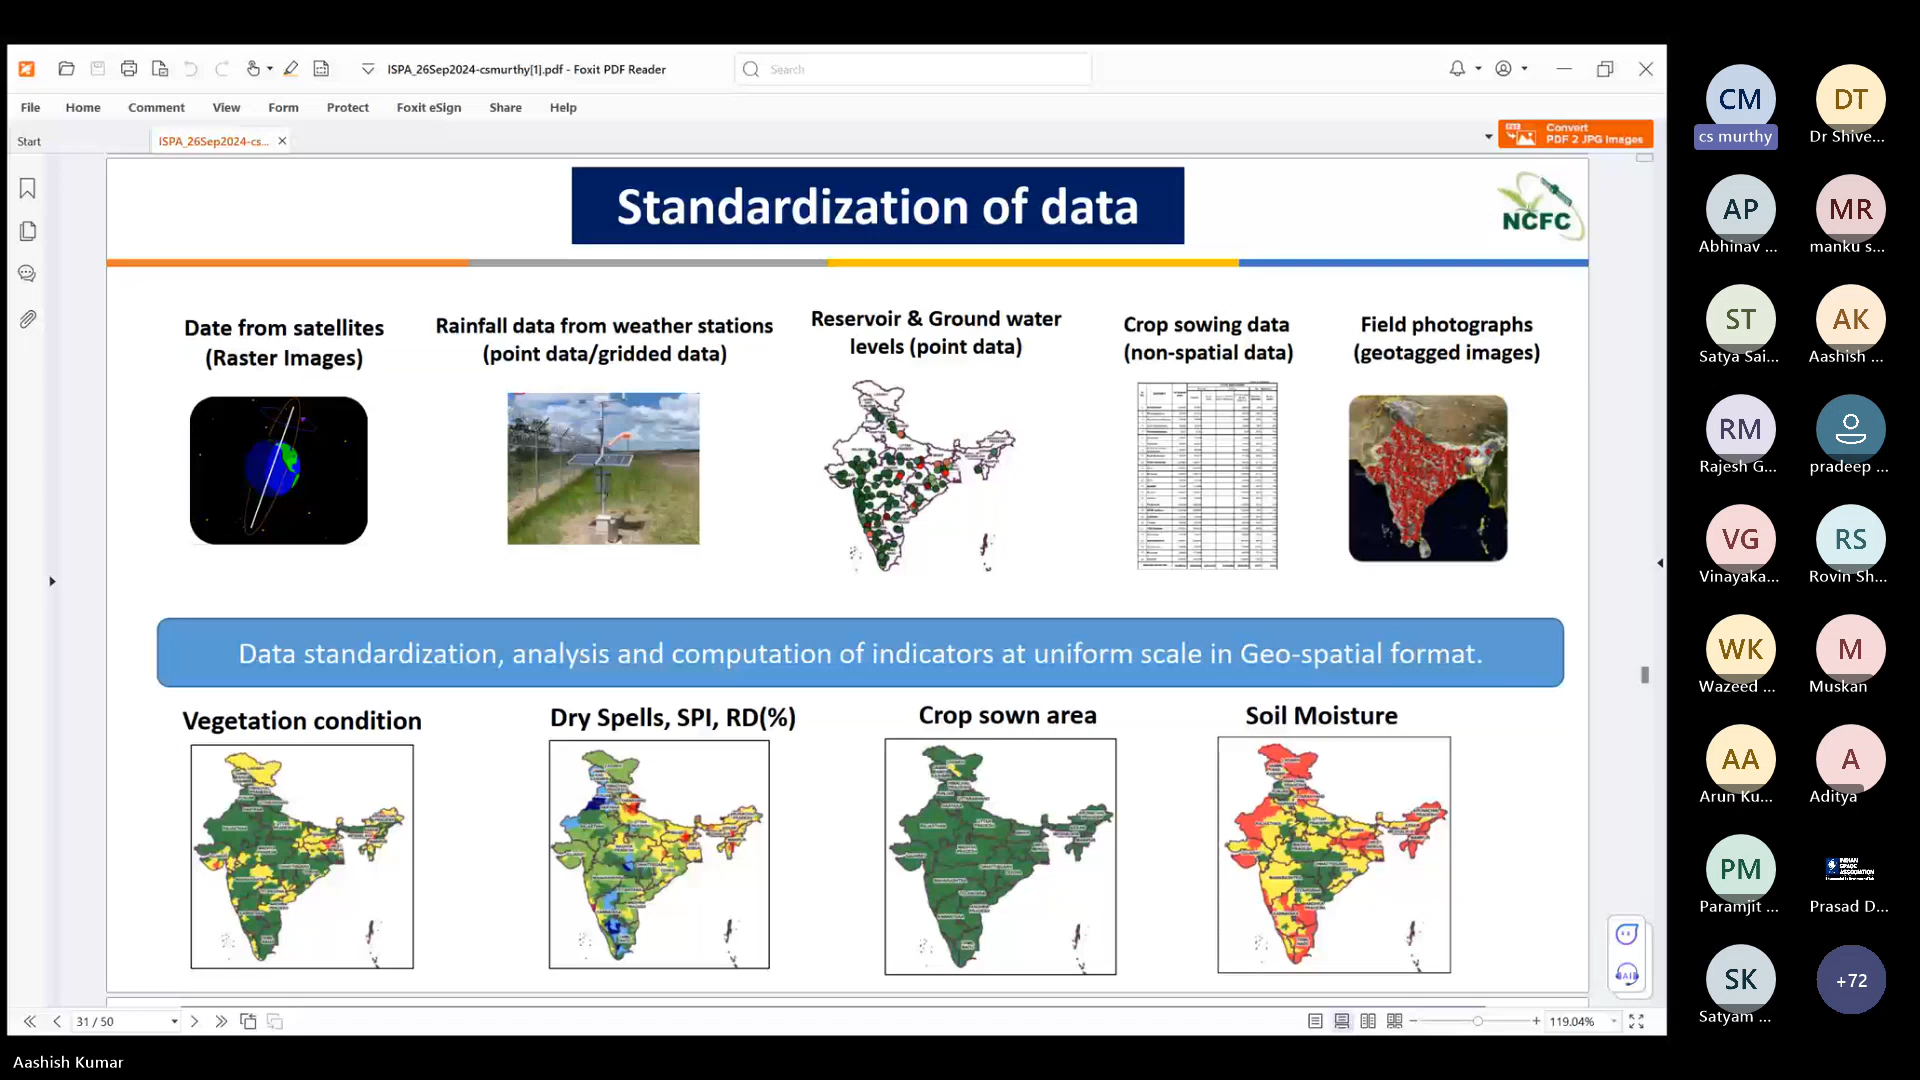 ISPA_26Sep2024-csmurthy[1].pdf - Foxit PDF Reader
Search
File Home Comment View Form Protect Foxit eSign Share Help
Start
ISPA_26Sep2024-cs...
Convert
PDF 2 JPG Images
Standardization of data
NCFC
Date from satellites
(Raster Images)
Rainfall data from weather stations
(point data/gridded data)
Reservoir & Ground water
levels (point data)
Crop sowing data
(non-spatial data)
Field photographs
(geotagged images)
Data standardization, analysis and computation of indicators at uniform scale in Geo-spatial format.
Vegetation condition
Dry Spells, SPI, RD(%)
Crop sown area
Soil Moisture
31 / 50
119.04%
Aashish Kumar
CM
cs murthy
DT
Dr Shive...
AP
Abhinav ...
MR
manku s...
ST
Satya Sai...
AK
Aashish ...
RM
Rajesh G...
pradeep ...
VG
Vinayaka...
RS
Rovin Sh...
WK
Wazeed ...
M
Muskan
AA
Arun Ku...
A
Aditya
PM
Paramjit ...
INDIAN
SPACE
ASSOCIATION
Prasad D...
SK
Satyam ...
+72